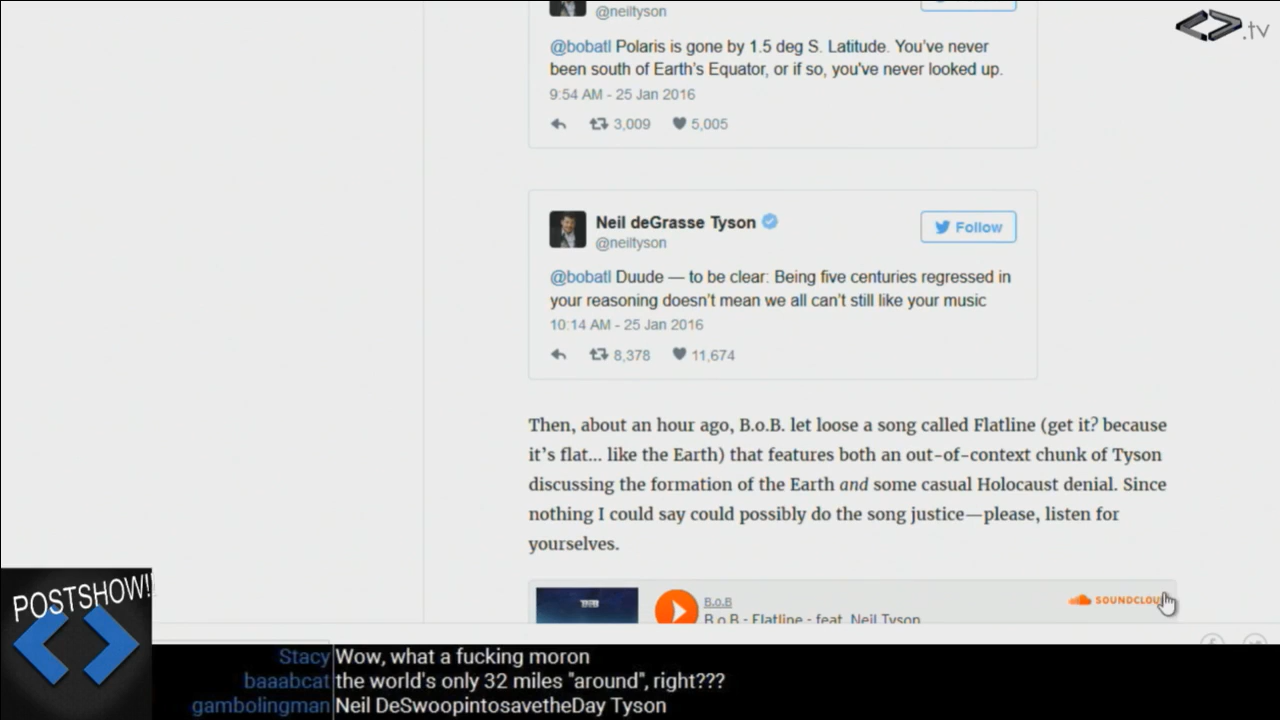 @neiltyson
.tv
@bobatl Polaris is gone by 1.5 deg S. Latitude. You've never
been south of Earth's Equator, or if so, you've never looked up.
9:54 AM - 25 Jan 2016
3,009 5,005
Neil deGrasse Tyson
Follow
@neiltyson
@bobatl Duude — to be clear: Being five centuries regressed in
your reasoning doesn't mean we all can't still like your music
10:14 AM - 25 Jan 2016
8,378 11,674
Then, about an hour ago, B.o.B. let loose a song called Flatline (get it? because
it's flat... like the Earth) that features both an out-of-context chunk of Tyson
discussing the formation of the Earth and some casual Holocaust denial. Since
nothing I could say could possibly do the song justice—please, listen for
yourselves.
B.o.B
SOUNDCLOU
B.o.B - Flatline - feat. Neil Tyson
POSTSHOW!!
Stacy Wow, what a fucking moron
baaabcat the world's only 32 miles "around", right???
gambolingman Neil DeSwoopintosavetheDay Tyson